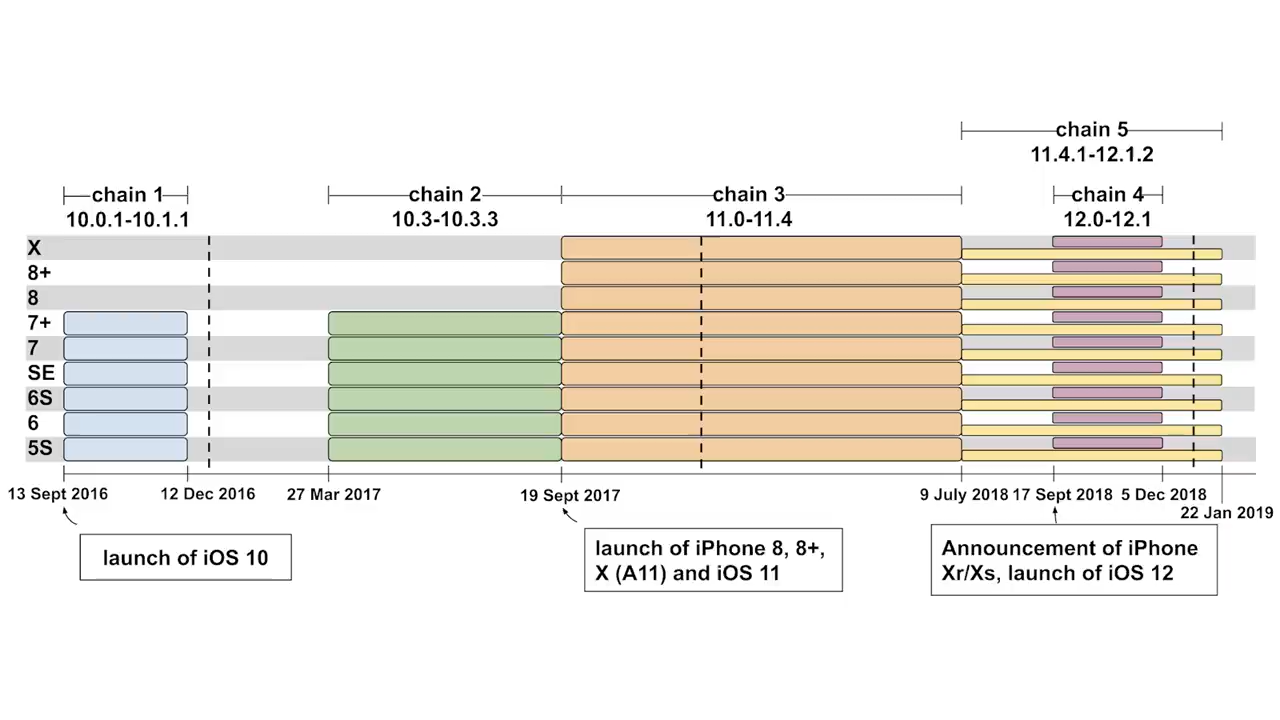 chain 5
11.4.1-12.1.2
chain 1
chain 2
chain 3
chain 4
10.0.1-10.1.1
10.3-10.3.3
11.0-11.4
12.0-12.1
X
8+
8
7+
7
SE
6S
6
5S
13 Sept 2016
12 Dec 2016
27 Mar 2017
19 Sept 2017
9 July 2018
17 Sept 2018
5 Dec 2018
22 Jan 2019
launch of iOS 10
launch of iPhone 8, 8+,
X (A11) and iOS 11
Announcement of iPhone
Xr/Xs, launch of iOS 12